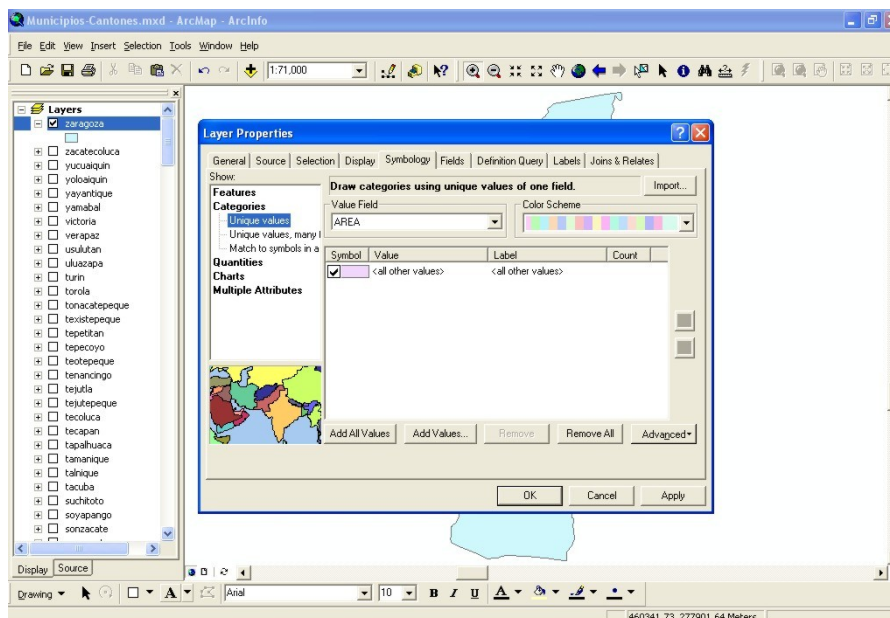 Municipios-Cantones.mxd - ArcMap - ArcInfo
File Edit View Insert Selection Tools Window Help
1:71,000
Layers
zaragoza
zacatecoluca
yucuaiquin
yoloaiquin
yayantique
yamabal
victoria
verapaz
usulutan
uluazapa
turin
torola
tonacatepeque
texistepeque
tepetitan
tepecoyo
teotepeque
tenancingo
tejutla
tejutepeque
tecoluca
tecapan
tapalhuaca
tamanique
talnique
tacuba
suchitoto
soyapango
sonzacate
Display Source
Layer Properties
General Source Selection Display Symbology Fields Definition Query Labels Joins & Relates
Show:
Features
Categories
Unique values
Unique values, many
Match to symbols in a
Quantities
Charts
Multiple Attributes
Draw categories using unique values of one field.
Import...
Value Field
AREA
Color Scheme
Symbol Value Label Count
<all other values> <all other values>
Add All Values Add Values... Remove Remove All Advanced
OK Cancel Apply
Drawing A Arial 10 B I U A
460341.73 277901.64 Meters